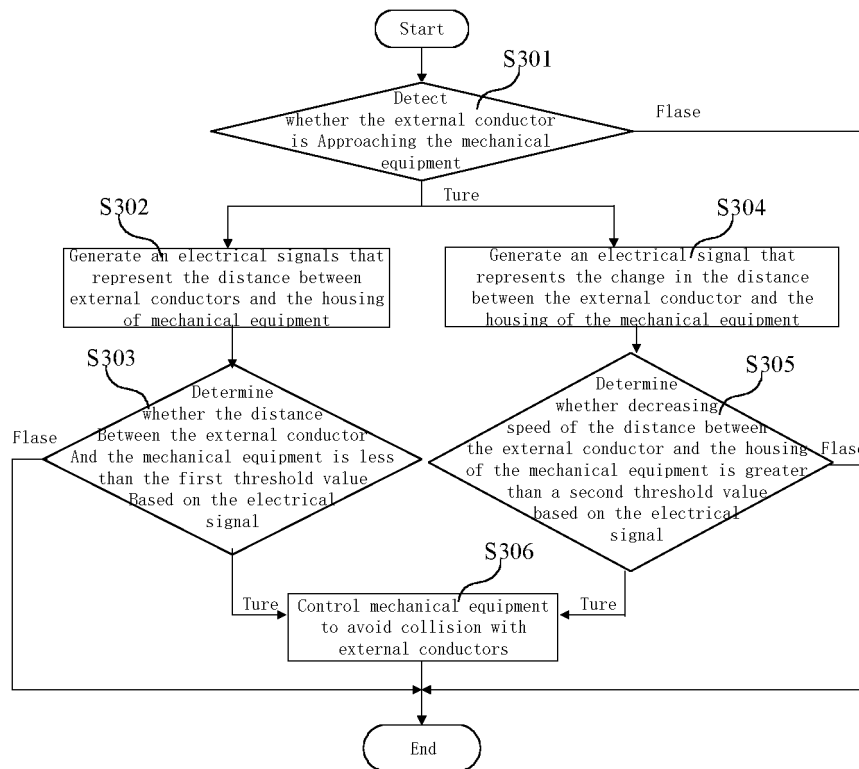 Start
S301
Detect
whether the external conductor
is Approaching the mechanical
equipment
Flase
Ture
S302
Generate an electrical signals that
represent the distance between
external conductors and the housing
of mechanical equipment
S304
Generate an electrical signal that
represents the change in the distance
between the external conductor and the
housing of the mechanical equipment
S303
Determine
whether the distance
Between the external conductor
And the mechanical equipment is less
than the first threshold value
Based on the electrical
signal
Flase
Ture
S305
Determine
whether decreasing
speed of the distance between
the external conductor and the housing
of the mechanical equipment is greater
than a second threshold value
based on the electrical
signal
Flase
Ture
S306
Control mechanical equipment
to avoid collision with
external conductors
End